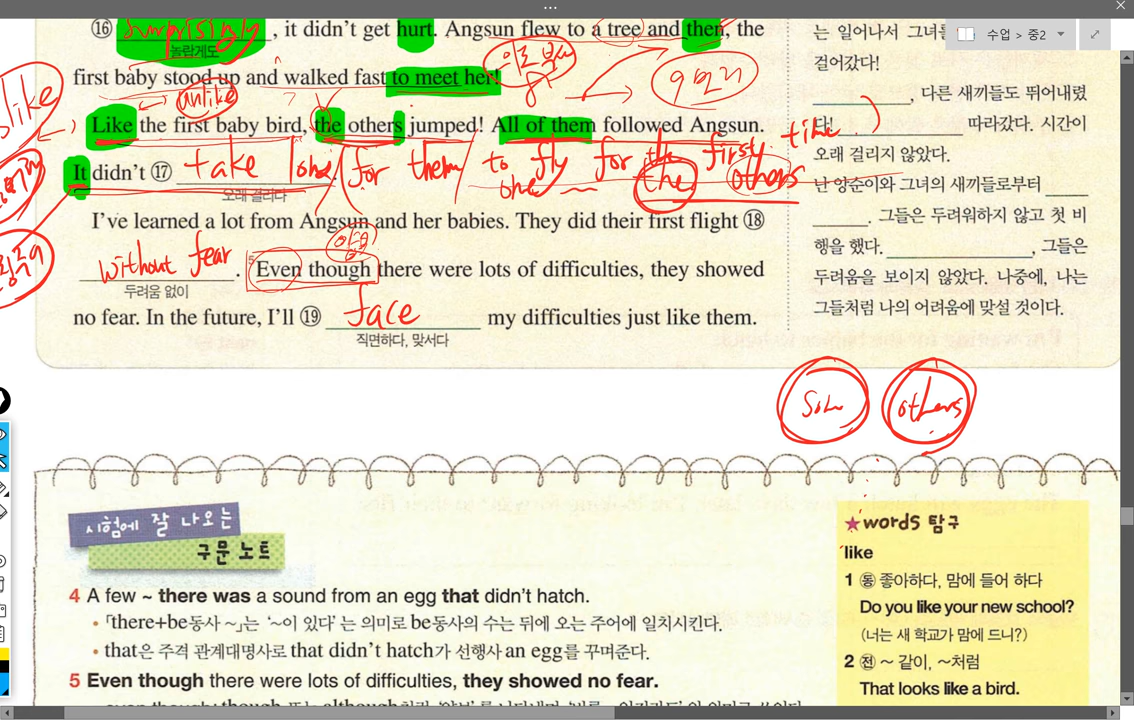 수업 > 중2
⑯ surprisingly, it didn't get hurt. Angsun flew to a tree and then, the
놀랍게도
의도 부사
first baby stood up and walked fast to meet her!
unlike
Like the first baby bird, the others jumped! All of them followed Angsun.
It didn't ⑰ take long for them to fly for the first time
오래 걸리다
one the others
I've learned a lot from Angsun and her babies. They did their first flight ⑱
without fear. Even though there were lots of difficulties, they showed
두려움 없이
no fear. In the future, I'll ⑲ face my difficulties just like them.
직면하다, 맞서다
는 일어나서 그녀
걸어갔다!
, 다른 새끼들도 뛰어내렸
다. 따라갔다. 시간이
오래 걸리지 않았다.
난 앙순이와 그녀의 새끼들로부터
. 그들은 두려워하지 않고 첫 비
행을 했다. , 그들은
두려움을 보이지 않았다. 나중에, 나는
그들처럼 나의 어려움에 맞설 것이다.
others
시험에 잘 나오는
구문 노트
4 A few ~ there was a sound from an egg that didn't hatch.
• 「there+be동사 ~」는 '~이 있다' 는 의미로 be동사의 수는 뒤에 오는 주어에 일치시킨다.
• that은 주격 관계대명사로 that didn't hatch가 선행사 an egg를 꾸며준다.
5 Even though there were lots of difficulties, they showed no fear.
★words 탐구
like
1 동 좋아하다, 맘에 들어 하다
Do you like your new school?
(너는 새 학교가 맘에 드니?)
2 전 ~ 같이, ~처럼
That looks like a bird.